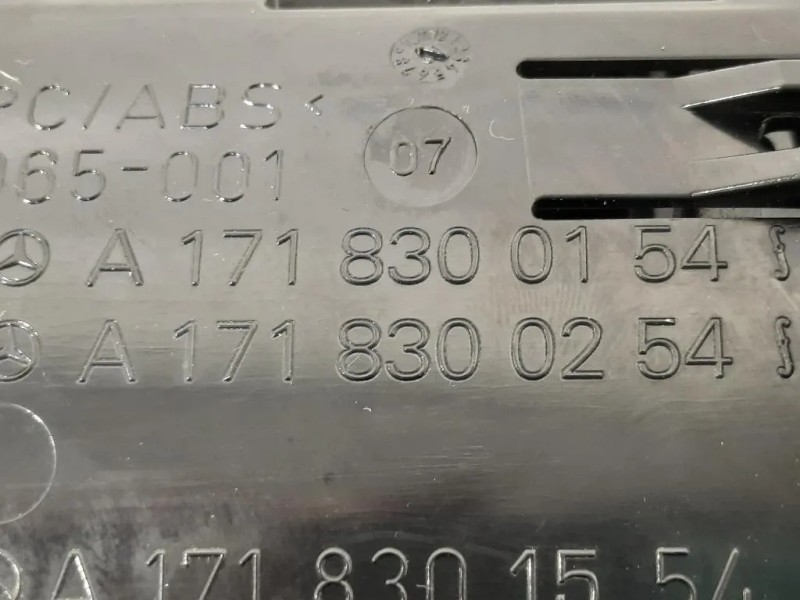 PC/ABS<
065-001
07
A 171 830 01 54
A 171 830 02 54
A 171 830 15 54